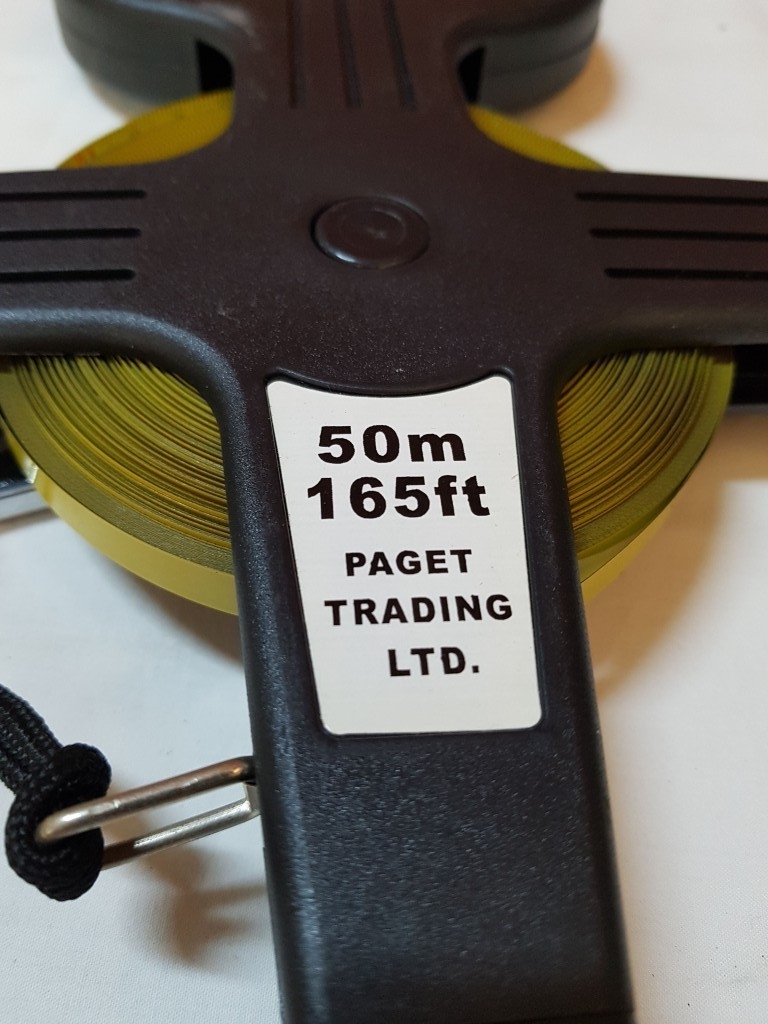 50m
165ft
PAGET
TRADING
LTD.